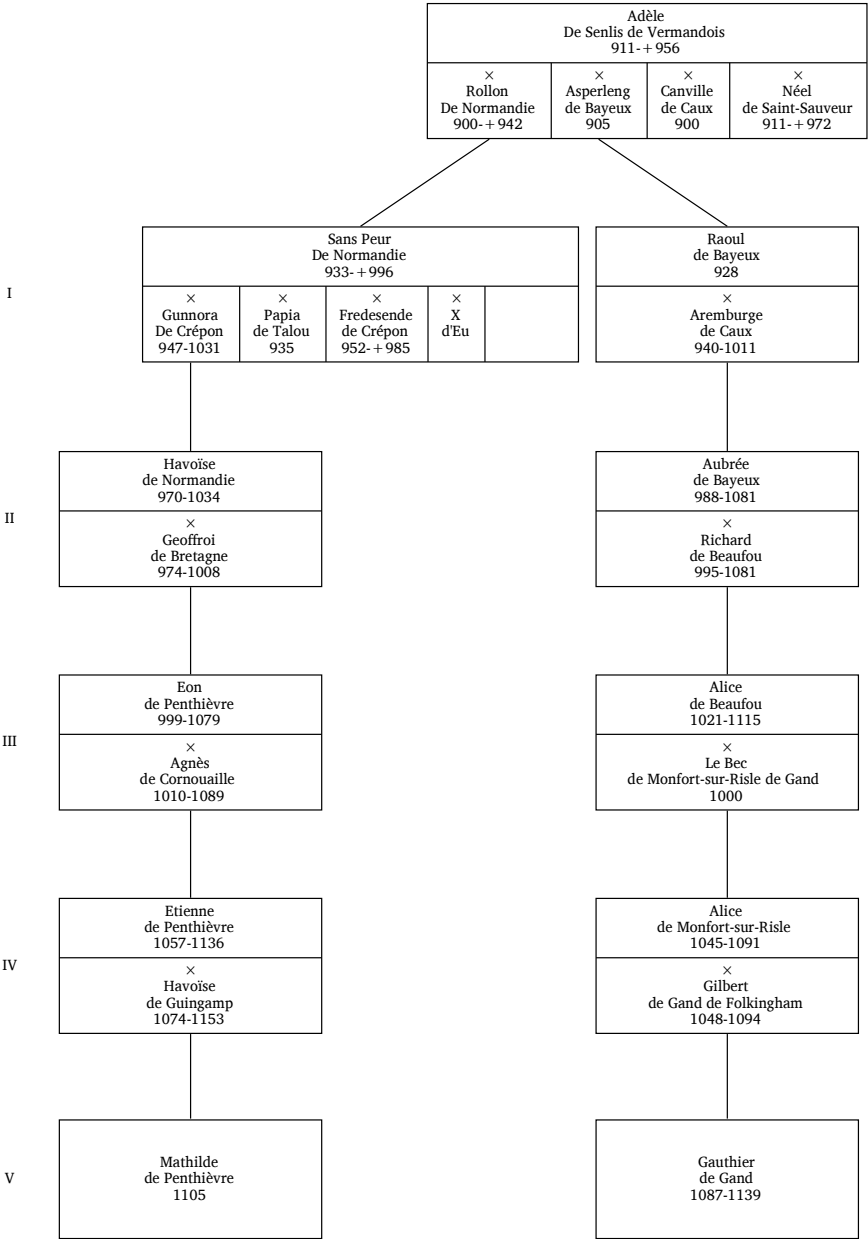 Adèle
De Senlis de Vermandois
911-+956
×
Rollon
De Normandie
900-+942
×
Asperleng
de Bayeux
905
×
Canville
de Caux
900
×
Néel
de Saint-Sauveur
911-+972
I
Sans Peur
De Normandie
933-+996
×
Gunnora
De Crépon
947-1031
×
Papia
de Talou
935
×
Fredesende
de Crépon
952-+985
×
X
d'Eu
Raoul
de Bayeux
928
×
Aremburge
de Caux
940-1011
II
Havoïse
de Normandie
970-1034
×
Geoffroi
de Bretagne
974-1008
Aubrée
de Bayeux
988-1081
×
Richard
de Beaufou
995-1081
III
Eon
de Penthièvre
999-1079
×
Agnès
de Cornouaille
1010-1089
Alice
de Beaufou
1021-1115
×
Le Bec
de Monfort-sur-Risle de Gand
1000
IV
Etienne
de Penthièvre
1057-1136
×
Havoïse
de Guingamp
1074-1153
Alice
de Monfort-sur-Risle
1045-1091
×
Gilbert
de Gand de Folkingham
1048-1094
V
Mathilde
de Penthièvre
1105
Gauthier
de Gand
1087-1139